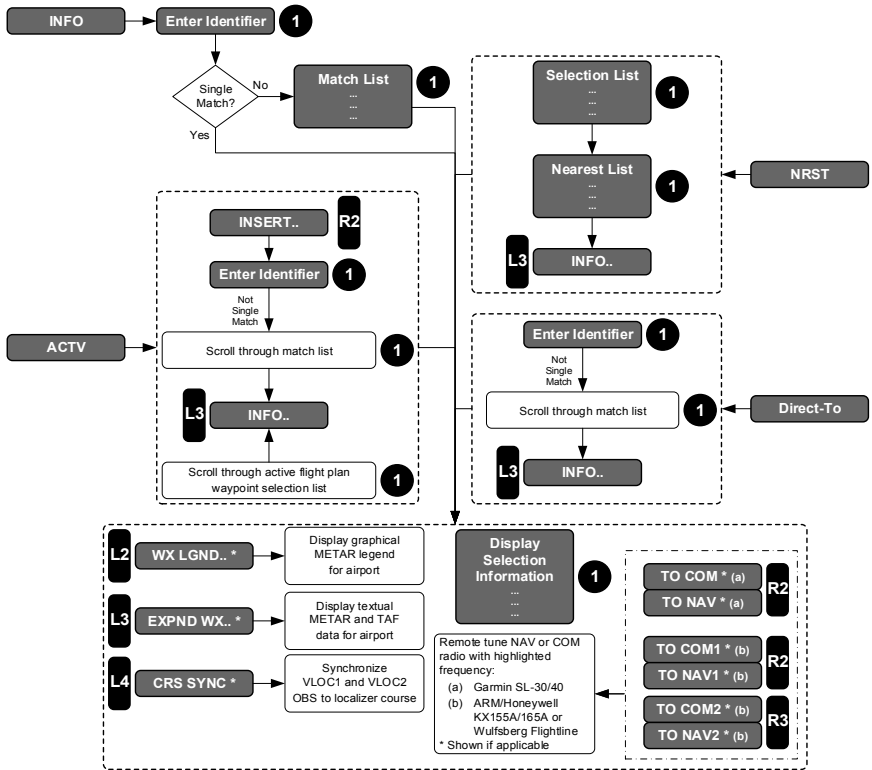 INFO
Enter Identifier
1
Single
Match?
No
Yes
Match List
...
...
...
1
Selection List
...
...
...
1
Nearest List
...
...
...
1
L3
INFO..
NRST
INSERT..
R2
Enter Identifier
1
Not
Single
Match
Scroll through match list
1
ACTV
L3
INFO..
Scroll through active flight plan
waypoint selection list
1
Enter Identifier
1
Not
Single
Match
Scroll through match list
1
Direct-To
L3
INFO..
L2
WX LGND.. *
Display graphical
METAR legend
for airport
L3
EXPND WX.. *
Display textual
METAR and TAF
data for airport
L4
CRS SYNC *
Synchronize
VLOC1 and VLOC2
OBS to localizer course
Display
Selection
Information
...
...
...
1
Remote tune NAV or COM
radio with highlighted
frequency:
(a) Garmin SL-30/40
(b) ARM/Honeywell
KX155A/165A or
Wulfsberg Flightline
* Shown if applicable
TO COM * (a)
TO NAV * (a)
R2
TO COM1 * (b)
TO NAV1 * (b)
R2
TO COM2 * (b)
TO NAV2 * (b)
R3